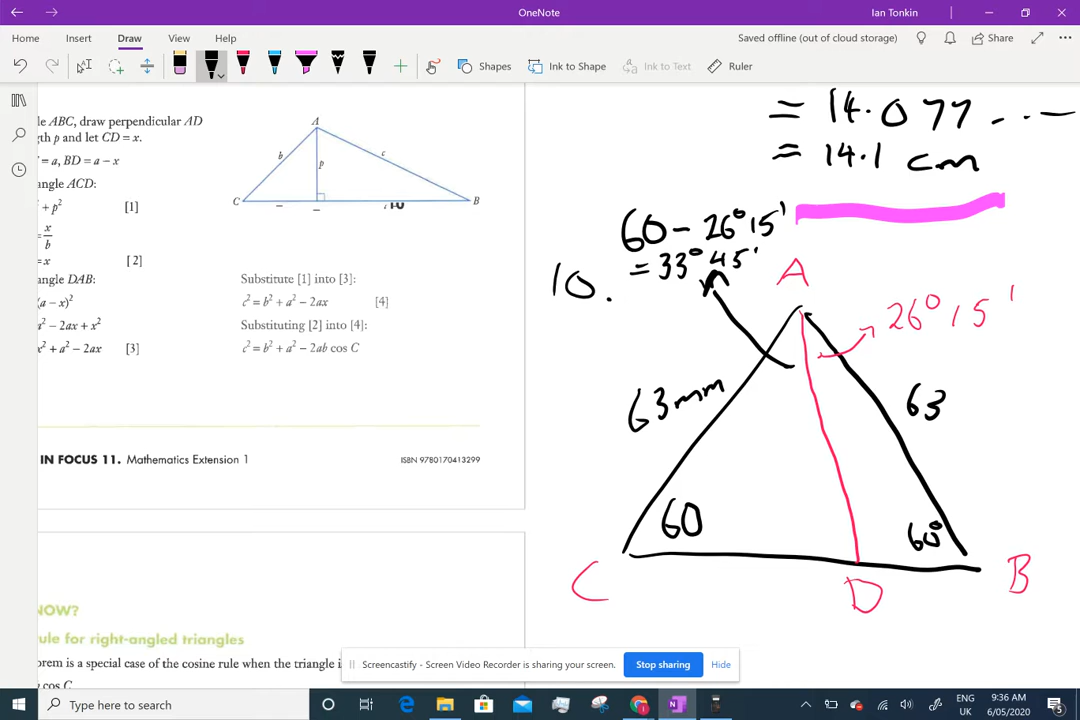 OneNote
Ian Tonkin
Home Insert Draw View Help
Saved offline (out of cloud storage)
Share
Shapes
Ink to Shape
Ink to Text
Ruler
le ABC, draw perpendicular AD
gth p and let CD = x.
= a, BD = a − x
angle ACD:
+ p² [1]
= x/b
= x [2]
angle DAB:
(a − x)²
a² − 2ax + x²
x² + a² − 2ax [3]
A
b
c
p
C
B
Substitute [1] into [3]:
c² = b² + a² − 2ax [4]
Substituting [2] into [4]:
c² = b² + a² − 2ab cos C
IN FOCUS 11. Mathematics Extension 1
ISBN 9780170413299
NOW?
ule for right-angled triangles
orem is a special case of the cosine rule when the triangle i
cos C
= 14.077...
= 14.1 cm
60 − 26°15'
= 33°45'
10.
A
26°15'
63mm
63
60
60°
C
D
B
Screencastify - Screen Video Recorder is sharing your screen.
Stop sharing
Hide
Type here to search
ENG
UK
9:36 AM
6/05/2020
5